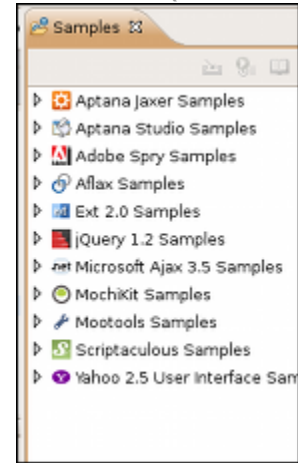 Samples
Aptana Jaxer Samples
Aptana Studio Samples
Adobe Spry Samples
Aflax Samples
Ext 2.0 Samples
jQuery 1.2 Samples
.net Microsoft Ajax 3.5 Samples
MochiKit Samples
Mootools Samples
Scriptaculous Samples
Yahoo 2.5 User Interface Sam